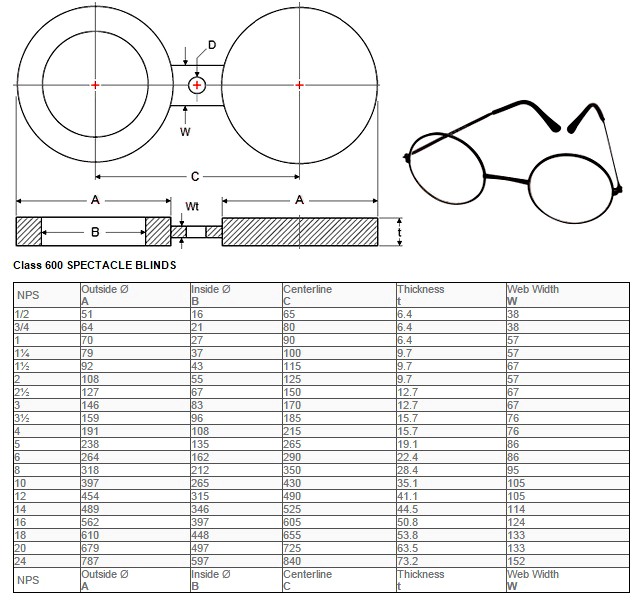 D
W
C
A A
Wt
B t
Class 600 SPECTACLE BLINDS
NPS Outside Ø A Inside Ø B Centerline C Thickness t Web Width W
1/2 51 16 65 6.4 38
3/4 64 21 80 6.4 38
1 70 27 90 6.4 57
1¼ 79 37 100 9.7 57
1½ 92 43 115 9.7 67
2 108 55 125 9.7 57
2½ 127 67 150 12.7 67
3 146 83 170 12.7 67
3½ 159 96 185 15.7 76
4 191 108 215 15.7 76
5 238 135 265 19.1 86
6 264 162 290 22.4 86
8 318 212 350 28.4 95
10 397 265 430 35.1 105
12 454 315 490 41.1 105
14 489 346 525 44.5 114
16 562 397 605 50.8 124
18 610 448 655 53.8 133
20 679 497 725 63.5 133
24 787 597 840 73.2 152
NPS Outside Ø A Inside Ø B Centerline C Thickness t Web Width W